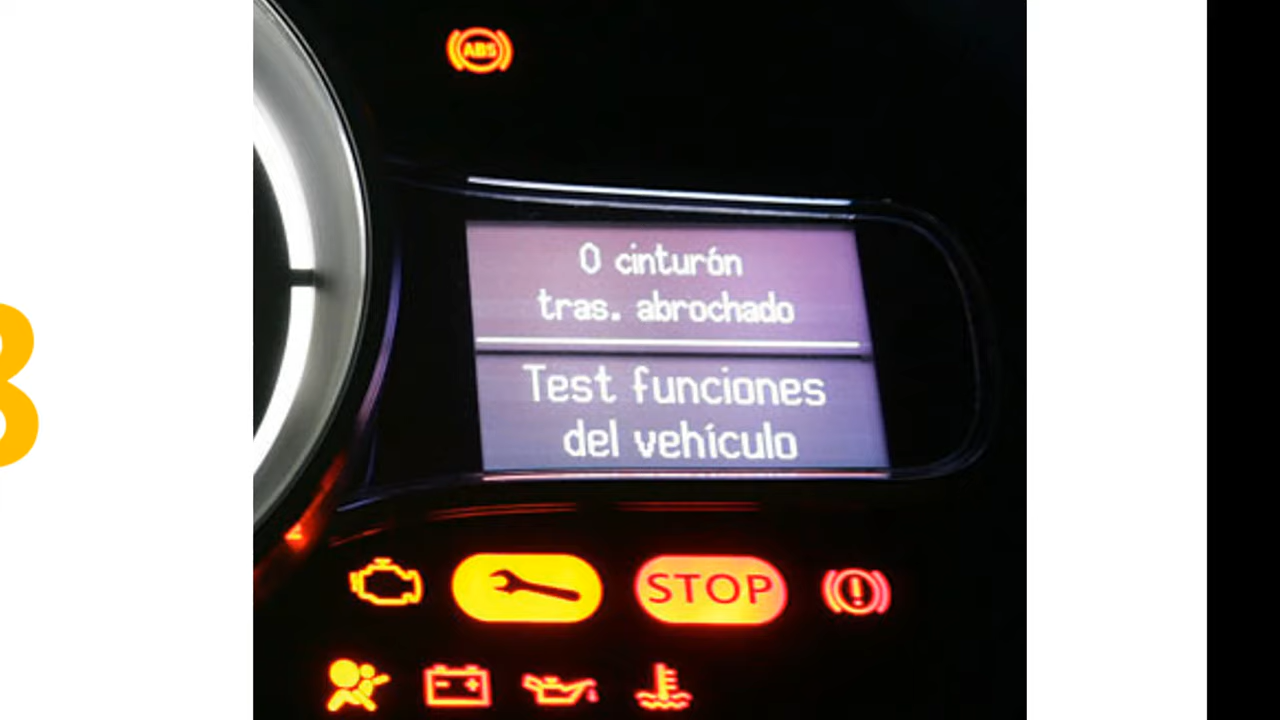 ABS
0 cinturón
tras. abrochado
Test funciones
del vehículo
STOP